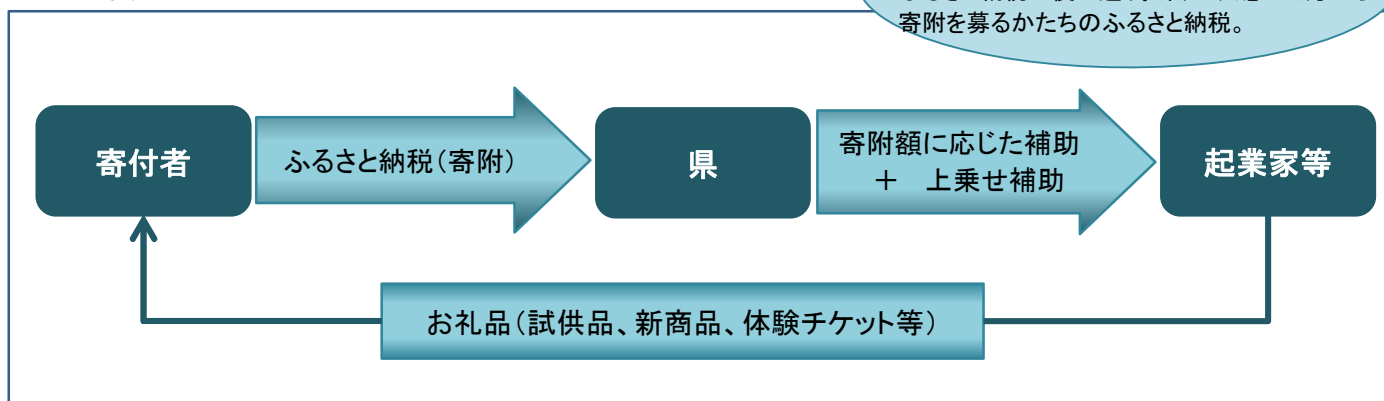 寄附を募るかたちのふるさと納税。
寄付者
ふるさと納税(寄附)
県
寄附額に応じた補助
+ 上乗せ補助
起業家等
お礼品(試供品、新商品、体験チケット等)